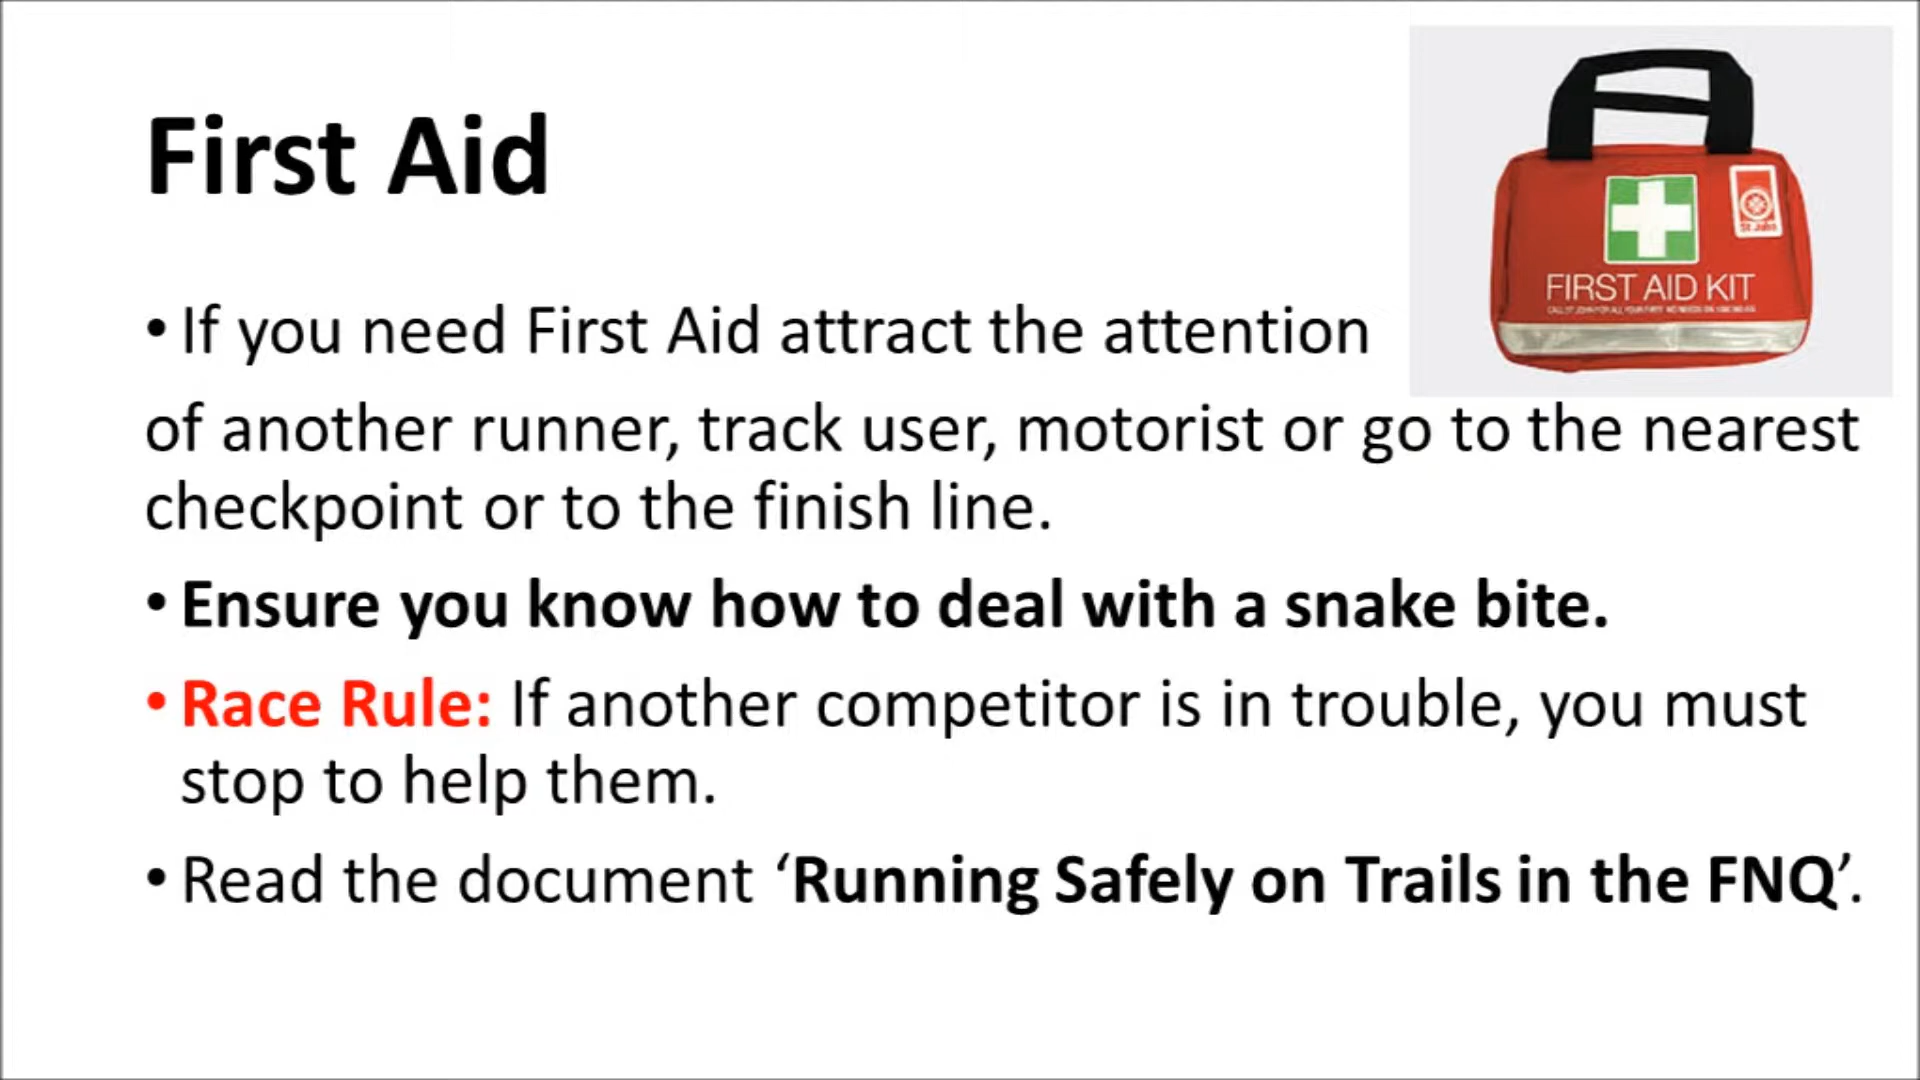 First Aid
St John
FIRST AID KIT
• If you need First Aid attract the attention
of another runner, track user, motorist or go to the nearest
checkpoint or to the finish line.
• Ensure you know how to deal with a snake bite.
• Race Rule: If another competitor is in trouble, you must
stop to help them.
• Read the document ‘Running Safely on Trails in the FNQ’.